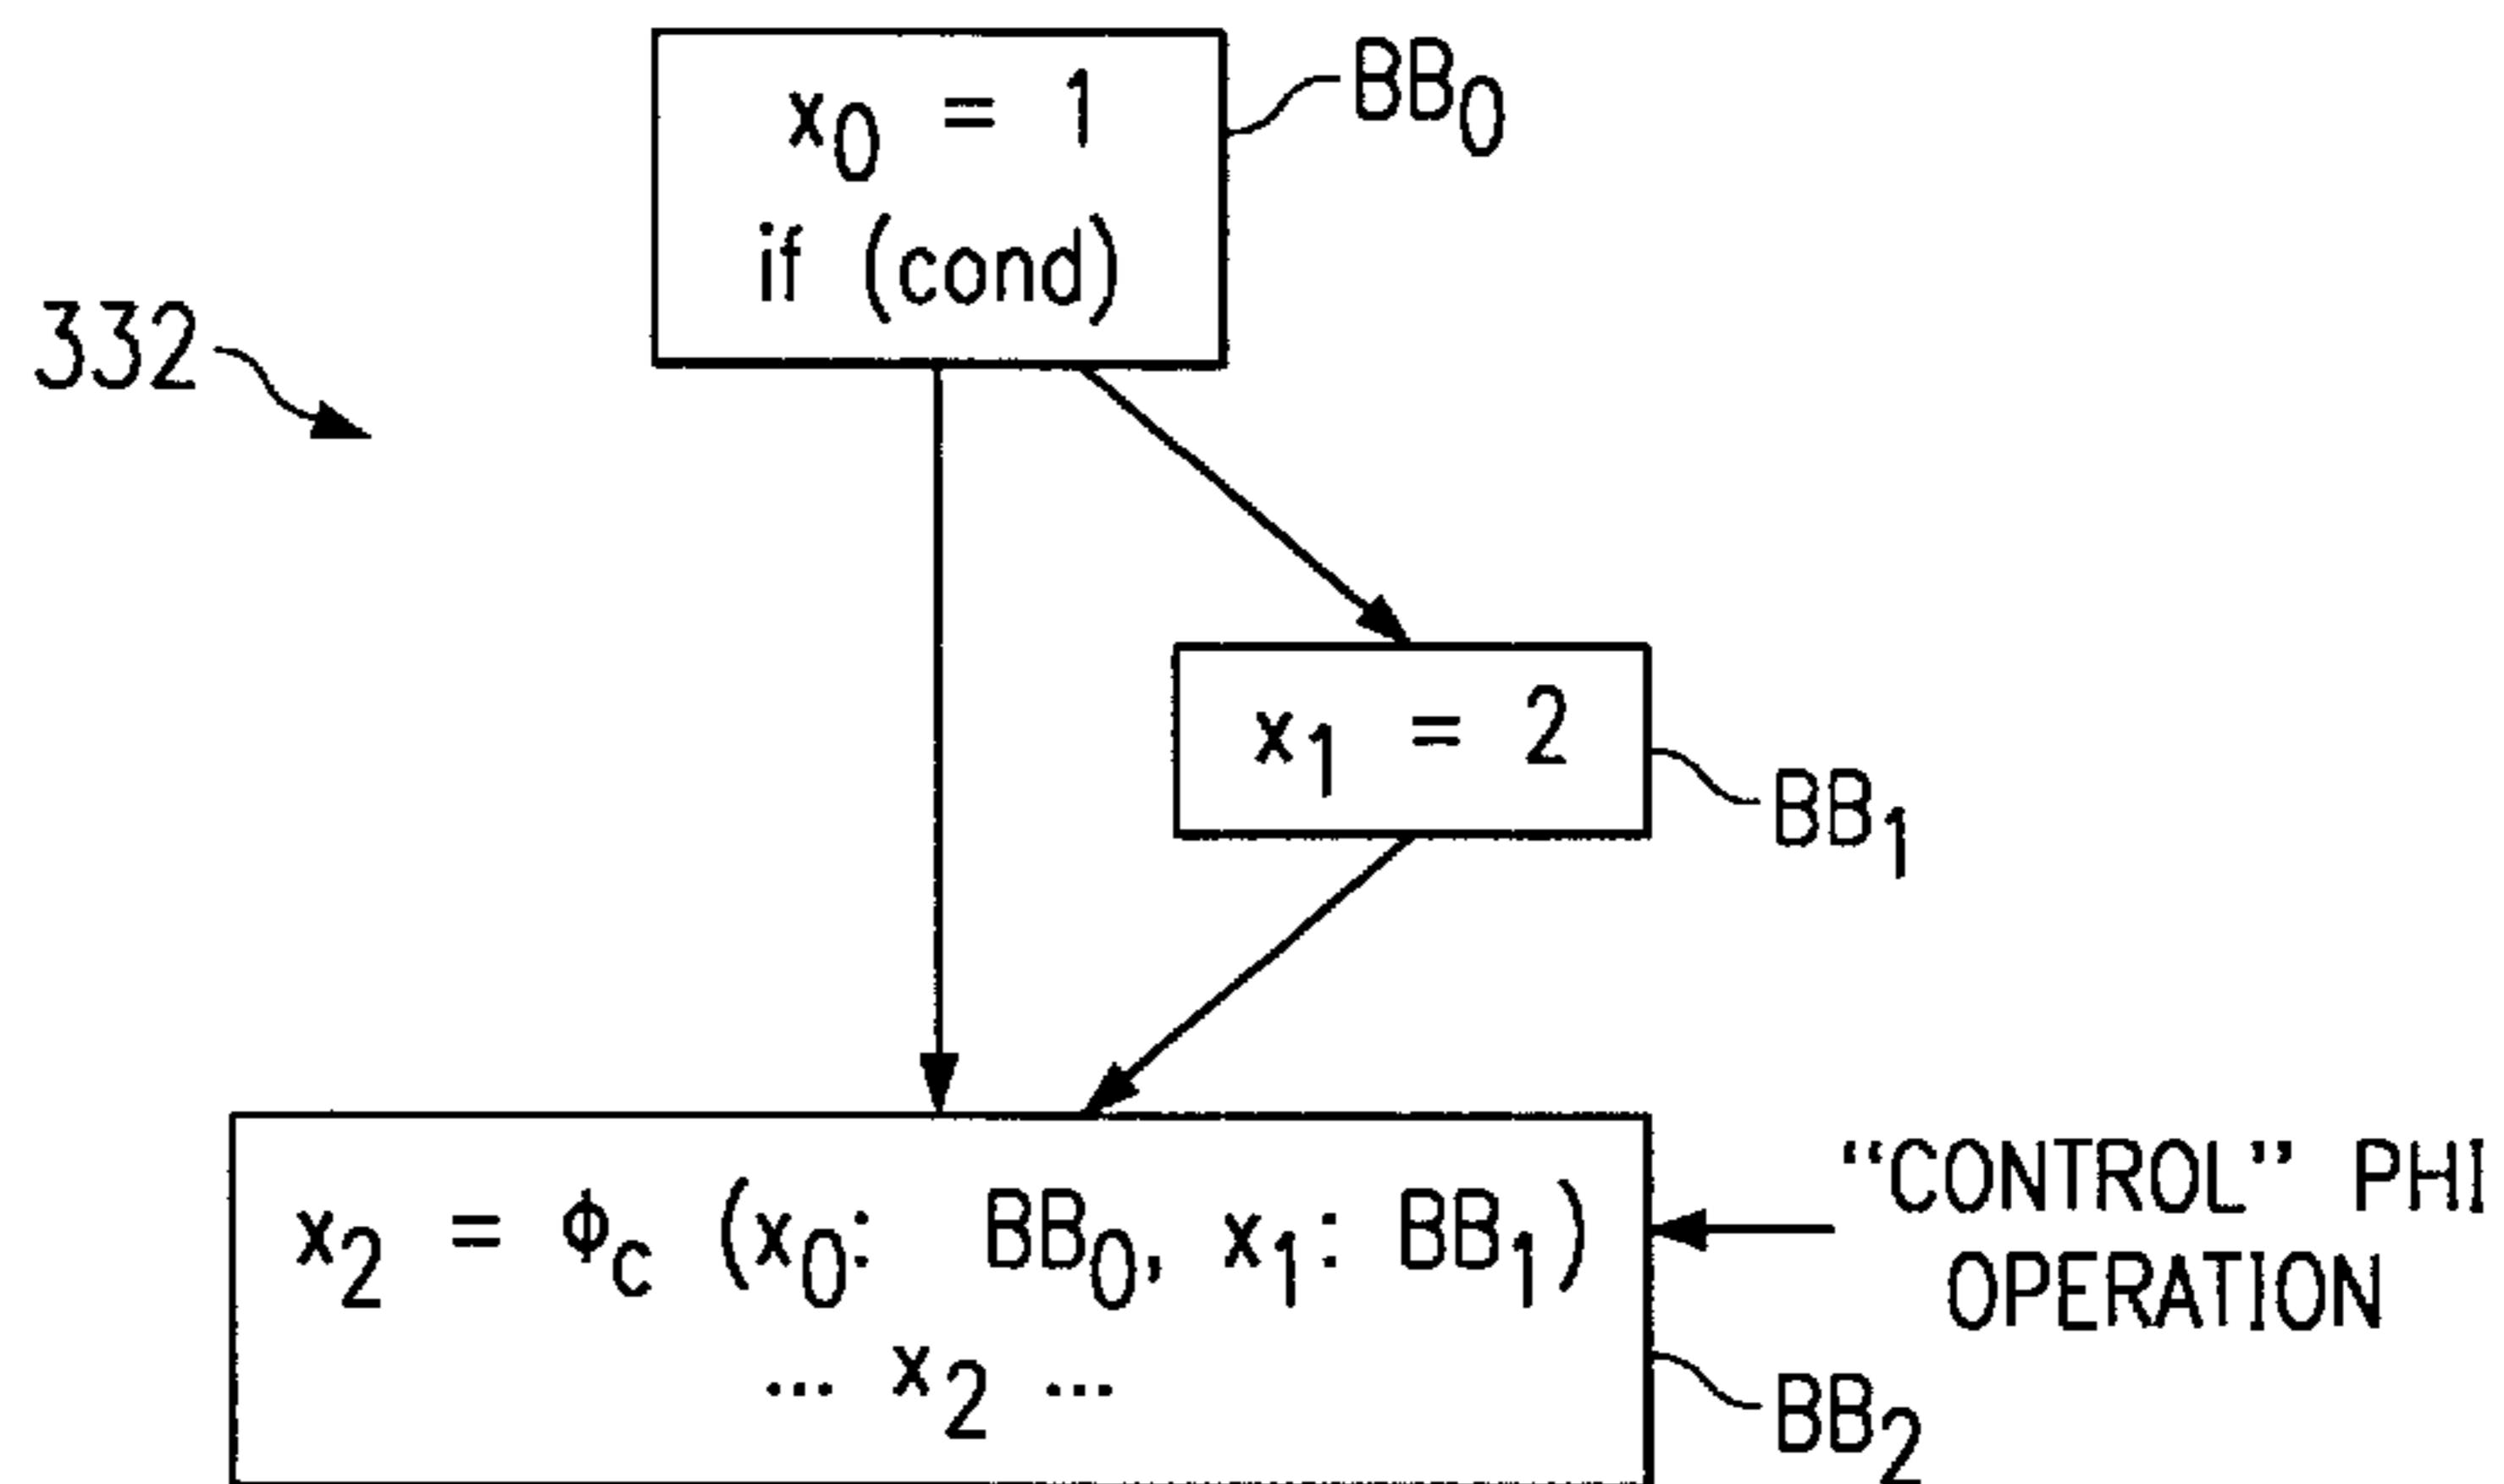 x₀ = 1
if (cond)
BB₀
332
x₁ = 2
BB₁
x₂ = ϕc (x₀: BB₀, x₁: BB₁)
... x₂ ...
“CONTROL” PHI
OPERATION
BB₂